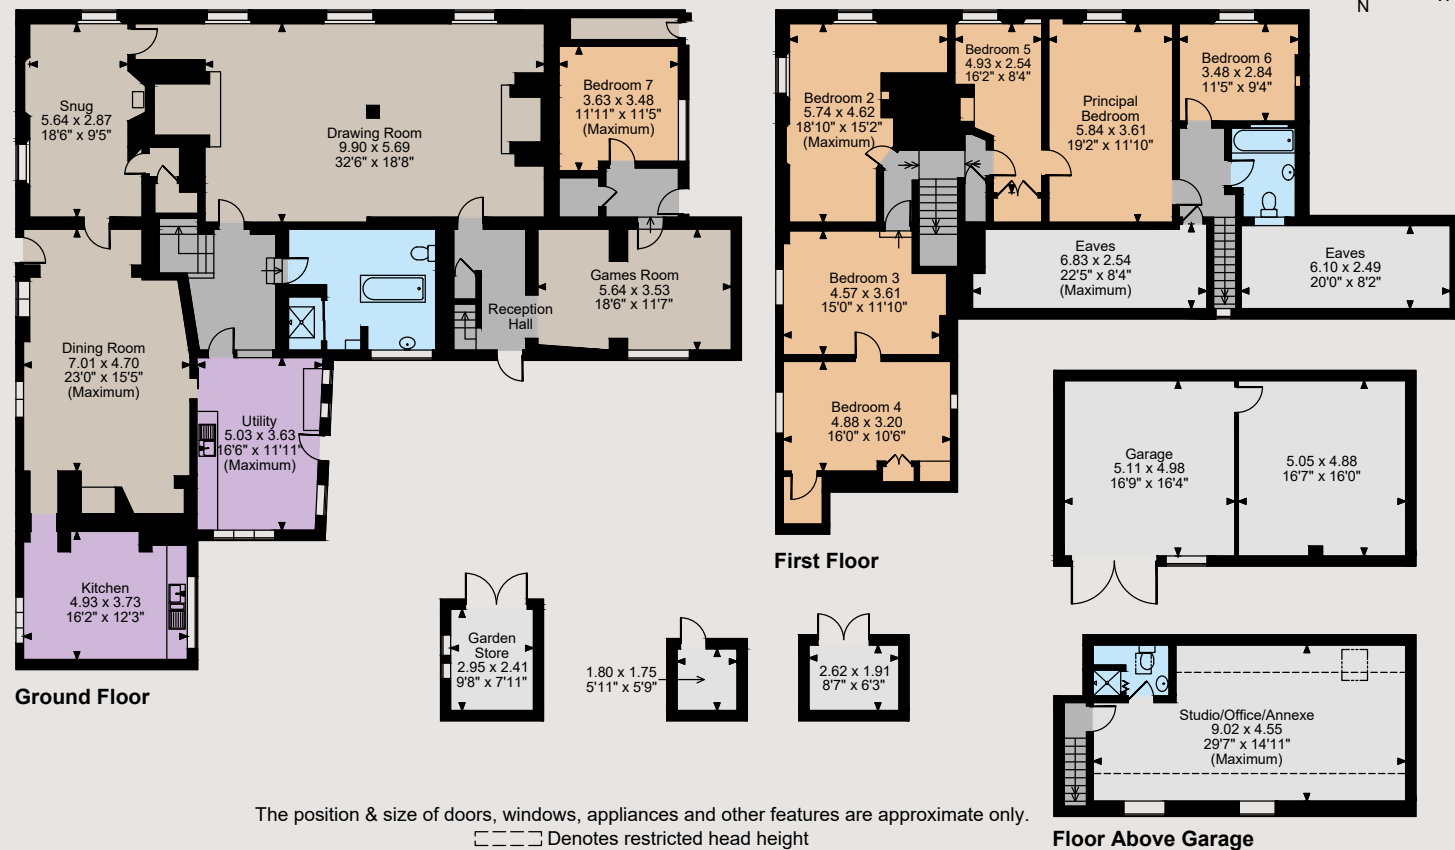 N
Snug
5.64 x 2.87
18'6" x 9'5"
Drawing Room
9.90 x 5.69
32'6" x 18'8"
Bedroom 7
3.63 x 3.48
11'11" x 11'5"
(Maximum)
Games Room
5.64 x 3.53
18'6" x 11'7"
Reception
Hall
Dining Room
7.01 x 4.70
23'0" x 15'5"
(Maximum)
Utility
5.03 x 3.63
16'6" x 11'11"
(Maximum)
Kitchen
4.93 x 3.73
16'2" x 12'3"
Ground Floor
Bedroom 2
5.74 x 4.62
18'10" x 15'2"
(Maximum)
Bedroom 5
4.93 x 2.54
16'2" x 8'4"
Principal
Bedroom
5.84 x 3.61
19'2" x 11'10"
Bedroom 6
3.48 x 2.84
11'5" x 9'4"
Eaves
6.83 x 2.54
22'5" x 8'4"
(Maximum)
Eaves
6.10 x 2.49
20'0" x 8'2"
Bedroom 3
4.57 x 3.61
15'0" x 11'10"
Bedroom 4
4.88 x 3.20
16'0" x 10'6"
First Floor
Garage
5.11 x 4.98
16'9" x 16'4"
5.05 x 4.88
16'7" x 16'0"
Garden
Store
2.95 x 2.41
9'8" x 7'11"
1.80 x 1.75
5'11" x 5'9"
2.62 x 1.91
8'7" x 6'3"
Studio/Office/Annexe
9.02 x 4.55
29'7" x 14'11"
(Maximum)
Floor Above Garage
The position & size of doors, windows, appliances and other features are approximate only.
Denotes restricted head height